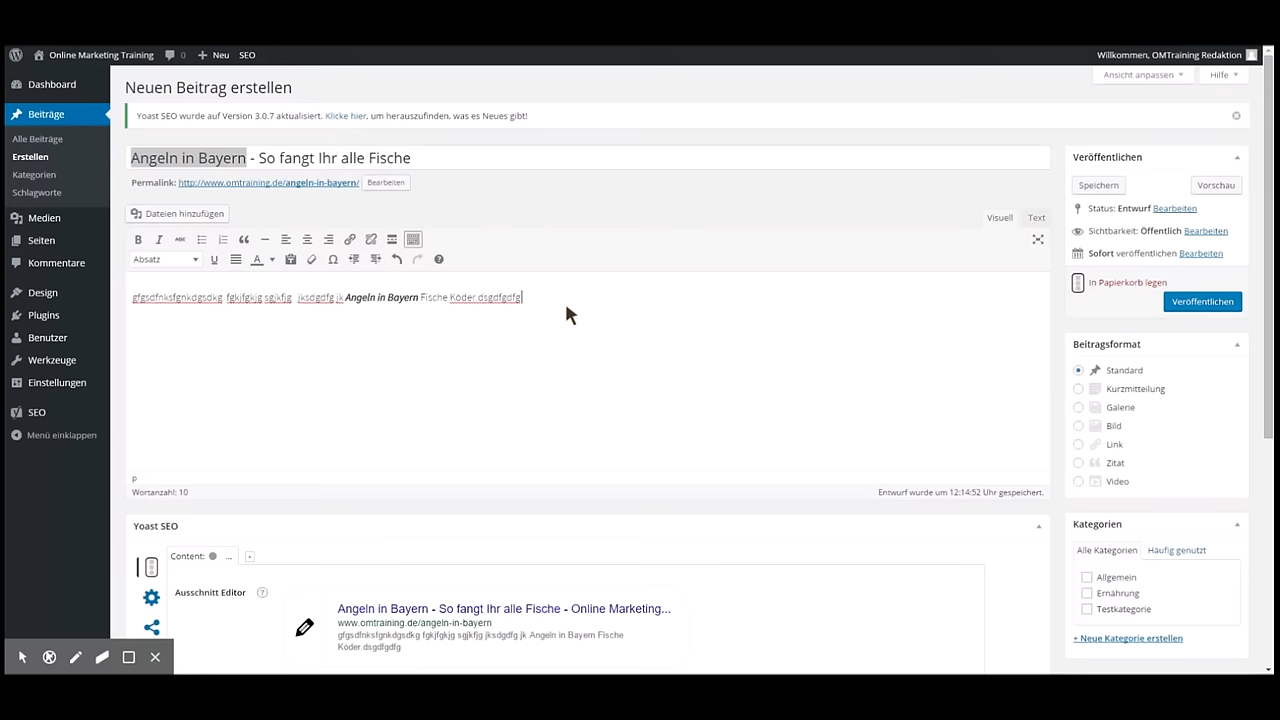 Online Marketing Training 0 Neu SEO Willkommen, OMTraining Redaktion
Ansicht anpassen Hilfe
Dashboard
Beiträge
Alle Beiträge
Erstellen
Kategorien
Schlagworte
Medien
Seiten
Kommentare
Design
Plugins
Benutzer
Werkzeuge
Einstellungen
SEO
Menü einklappen
Neuen Beitrag erstellen
Yoast SEO wurde auf Version 3.0.7 aktualisiert. Klicke hier, um herauszufinden, was es Neues gibt!
Angeln in Bayern - So fangt Ihr alle Fische
Permalink: http://www.omtraining.de/angeln-in-bayern/ Bearbeiten
Dateien hinzufügen
Visuell Text
B I ABC
Absatz U A
gfgsdfnksfgnkdgsdkg fgkjfgkjg sgjkfjg jksdgdfg jk Angeln in Bayern Fische Köder dsgdfgdfg
p
Wortanzahl: 10 Entwurf wurde um 12:14:52 Uhr gespeichert.
Yoast SEO
Content: ... +
Ausschnitt Editor ?
Angeln in Bayern - So fangt Ihr alle Fische - Online Marketing...
www.omtraining.de/angeln-in-bayern
gfgsdfnksfgnkdgsdkg fgkjfgkjg sgjkfjg jksdgdfg jk Angeln in Bayern Fische
Köder dsgdfgdfg
Veröffentlichen
Speichern Vorschau
Status: Entwurf Bearbeiten
Sichtbarkeit: Öffentlich Bearbeiten
Sofort veröffentlichen Bearbeiten
In Papierkorb legen
Veröffentlichen
Beitragsformat
Standard
Kurzmitteilung
Galerie
Bild
Link
Zitat
Video
Kategorien
Alle Kategorien Häufig genutzt
Allgemein
Ernährung
Testkategorie
+ Neue Kategorie erstellen